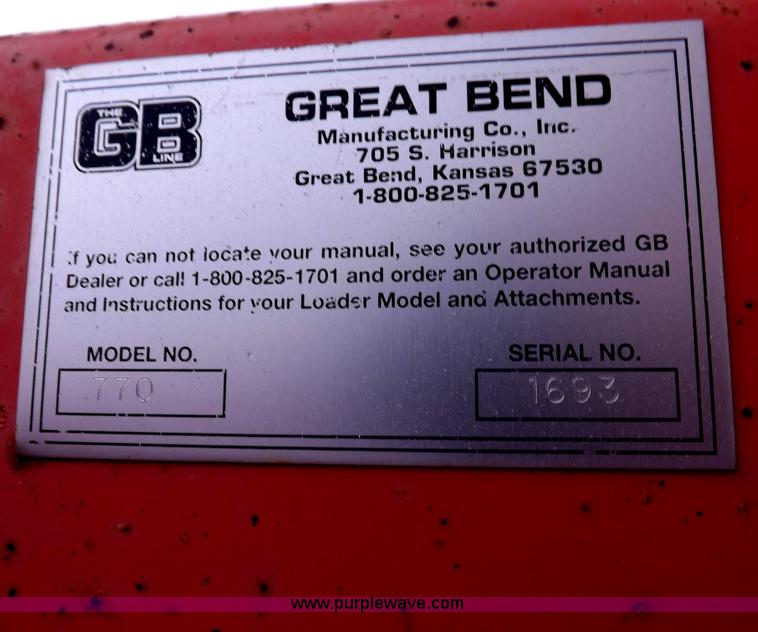 THE
GB
LINE
GREAT BEND
Manufacturing Co., Inc.
705 S. Harrison
Great Bend, Kansas 67530
1-800-825-1701
If you can not locate your manual, see your authorized GB
Dealer or call 1-800-825-1701 and order an Operator Manual
and Instructions for your Loader Model and Attachments.
MODEL NO. SERIAL NO.
770 1693
www.purplewave.com